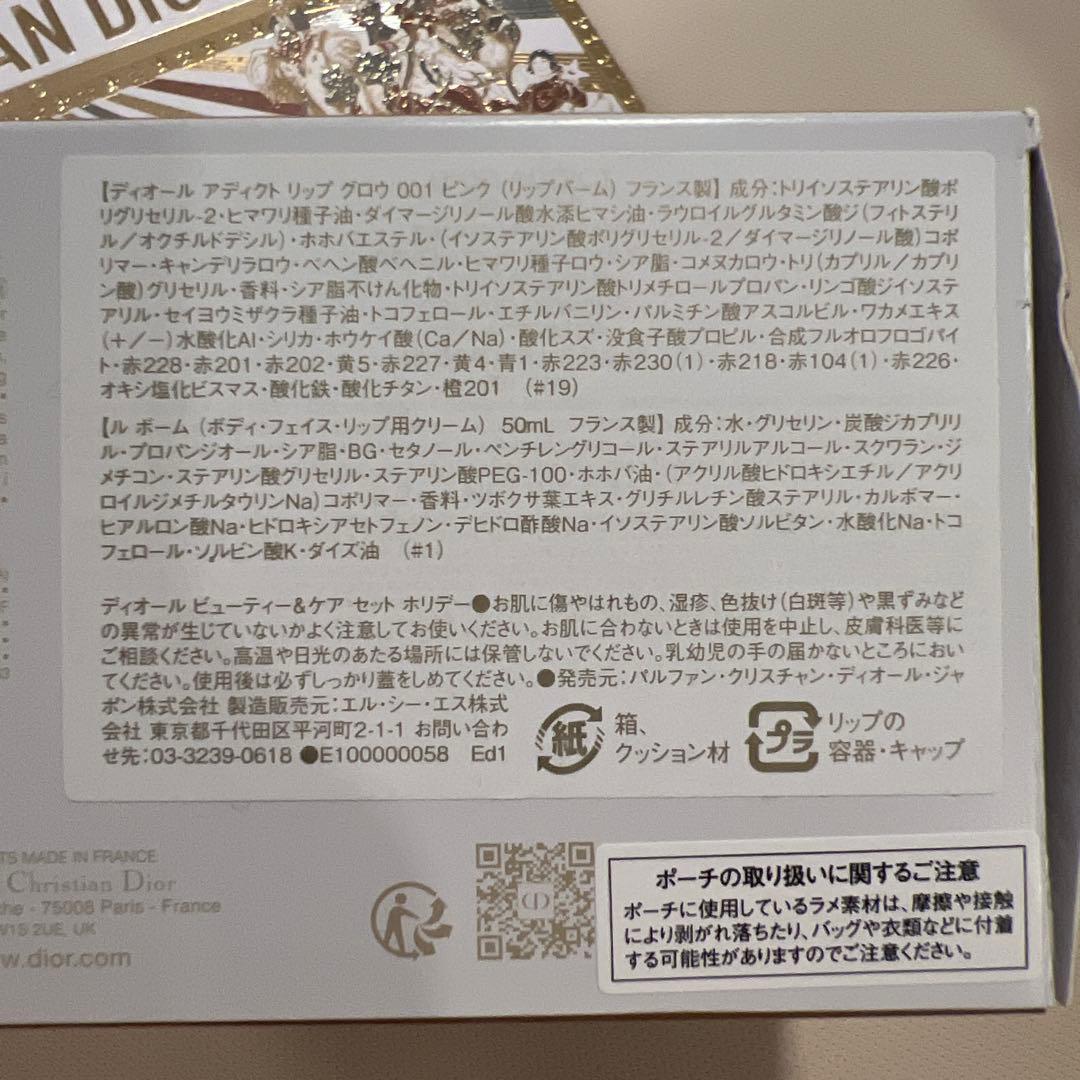 AN DIO
【ディオール アディクト リップ グロウ 001 ピンク (リップバーム) フランス製】 成分：トリイソステアリン酸ポ
リグリセリル-2・ヒマワリ種子油・ダイマージリノール酸水添ヒマシ油・ラウロイルグルタミン酸ジ(フィトステリ
ル／オクチルドデシル)・ホホバエステル・(イソステアリン酸ポリグリセリル-2／ダイマージリノール酸)コポ
リマー・キャンデリラロウ・ベヘン酸ベヘニル・ヒマワリ種子ロウ・シア脂・コメヌカロウ・トリ(カプリル／カプリ
ン酸)グリセリル・香料・シア脂不けん化物・トリイソステアリン酸トリメチロールプロパン・リンゴ酸ジイソステ
アリル・セイヨウミザクラ種子油・トコフェロール・エチルバニリン・パルミチン酸アスコルビル・ワカメエキス
(+／−)水酸化Al・シリカ・ホウケイ酸(Ca／Na)・酸化スズ・没食子酸プロピル・合成フルオロフロゴパイ
ト・赤228・赤201・赤202・黄5・赤227・黄4・青1・赤223・赤230(1)・赤218・赤104(1)・赤226・
オキシ塩化ビスマス・酸化鉄・酸化チタン・橙201 (#19)
【ル ボーム (ボディ・フェイス・リップ用クリーム) 50mL フランス製】 成分：水・グリセリン・炭酸ジカプリリ
ル・プロパンジオール・シア脂・BG・セタノール・ペンチレングリコール・ステアリルアルコール・スクワラン・ジ
メチコン・ステアリン酸グリセリル・ステアリン酸PEG-100・ホホバ油・(アクリル酸ヒドロキシエチル／アクリ
ロイルジメチルタウリンNa)コポリマー・香料・ツボクサ葉エキス・グリチルレチン酸ステアリル・カルボマー・
ヒアルロン酸Na・ヒドロキシアセトフェノン・デヒドロ酢酸Na・イソステアリン酸ソルビタン・水酸化Na・トコ
フェロール・ソルビン酸K・ダイズ油 (#1)
ディオール ビューティー&ケア セット ホリデー●お肌に傷やはれもの、湿疹、色抜け(白斑等)や黒ずみなど
の異常が生じていないかよく注意してお使いください。お肌に合わないときは使用を中止し、皮膚科医等に
ご相談ください。高温や日光のあたる場所には保管しないでください。乳幼児の手の届かないところにおい
てください。使用後は必ずしっかり蓋をしめてください。●発売元：パルファン・クリスチャン・ディオール・ジャ
ポン株式会社 製造販売元：エル・シー・エス株式
会社 東京都千代田区平河町2-1-1 お問い合わ
せ先：03-3239-0618 ●E100000058 Ed1
紙 箱、
クッション材
プラ リップの
容器・キャップ
TS MADE IN FRANCE
Christian Dior
che - 75008 Paris - France
W1S 2UE, UK
w.dior.com
CD
ポーチの取り扱いに関するご注意
ポーチに使用しているラメ素材は、摩擦や接触
により剥がれ落ちたり、バッグや衣類などに付着
する可能性がありますのでご注意ください。